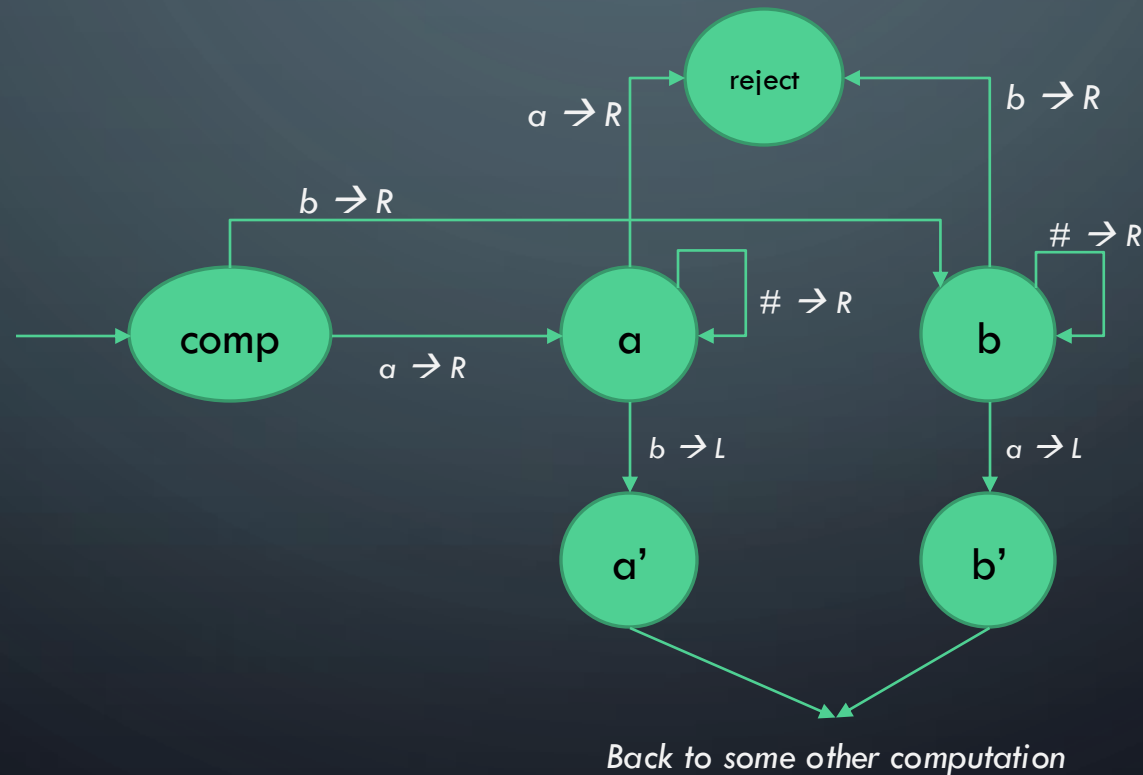 reject
a → R
b → R
b → R
# → R
# → R
comp
a
b
a → R
b → L
a → L
a’
b’
Back to some other computation